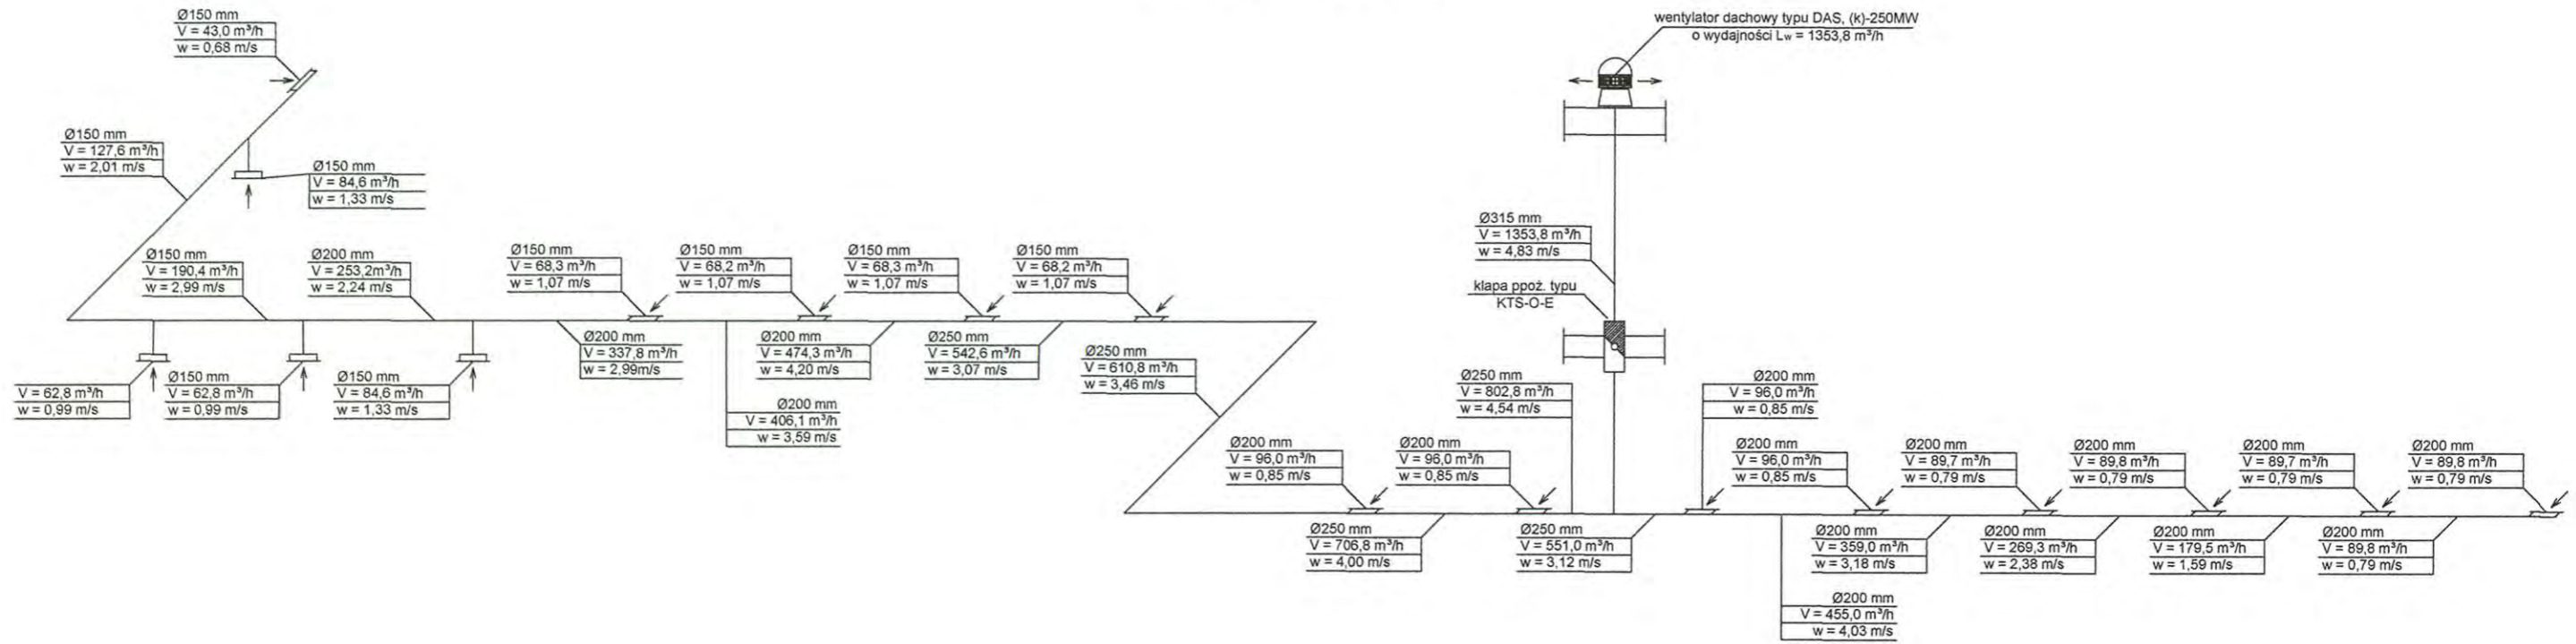 Ø150 mm
V = 43,0 m³/h
w = 0,68 m/s
wentylator dachowy typu DAS, (k)-250MW
o wydajności Lw = 1353,8 m³/h
Ø150 mm
V = 127,6 m³/h
w = 2,01 m/s
Ø150 mm
V = 84,6 m³/h
w = 1,33 m/s
Ø315 mm
V = 1353,8 m³/h
w = 4,83 m/s
klapa ppoż. typu
KTS-O-E
Ø150 mm
V = 190,4 m³/h
w = 2,99 m/s
Ø200 mm
V = 253,2m³/h
w = 2,24 m/s
Ø150 mm
V = 68,3 m³/h
w = 1,07 m/s
Ø150 mm
V = 68,2 m³/h
w = 1,07 m/s
Ø150 mm
V = 68,3 m³/h
w = 1,07 m/s
Ø150 mm
V = 68,2 m³/h
w = 1,07 m/s
V = 62,8 m³/h
w = 0,99 m/s
Ø150 mm
V = 62,8 m³/h
w = 0,99 m/s
Ø150 mm
V = 84,6 m³/h
w = 1,33 m/s
Ø200 mm
V = 337,8 m³/h
w = 2,99m/s
Ø200 mm
V = 406,1 m³/h
w = 3,59 m/s
Ø200 mm
V = 474,3 m³/h
w = 4,20 m/s
Ø250 mm
V = 542,6 m³/h
w = 3,07 m/s
Ø250 mm
V = 610,8 m³/h
w = 3,46 m/s
Ø250 mm
V = 802,8 m³/h
w = 4,54 m/s
Ø200 mm
V = 96,0 m³/h
w = 0,85 m/s
Ø200 mm
V = 96,0 m³/h
w = 0,85 m/s
Ø200 mm
V = 96,0 m³/h
w = 0,85 m/s
Ø200 mm
V = 96,0 m³/h
w = 0,85 m/s
Ø200 mm
V = 89,7 m³/h
w = 0,79 m/s
Ø200 mm
V = 89,8 m³/h
w = 0,79 m/s
Ø200 mm
V = 89,7 m³/h
w = 0,79 m/s
Ø200 mm
V = 89,8 m³/h
w = 0,79 m/s
Ø250 mm
V = 706,8 m³/h
w = 4,00 m/s
Ø250 mm
V = 551,0 m³/h
w = 3,12 m/s
Ø200 mm
V = 359,0 m³/h
w = 3,18 m/s
Ø200 mm
V = 269,3 m³/h
w = 2,38 m/s
Ø200 mm
V = 179,5 m³/h
w = 1,59 m/s
Ø200 mm
V = 89,8 m³/h
w = 0,79 m/s
Ø200 mm
V = 455,0 m³/h
w = 4,03 m/s